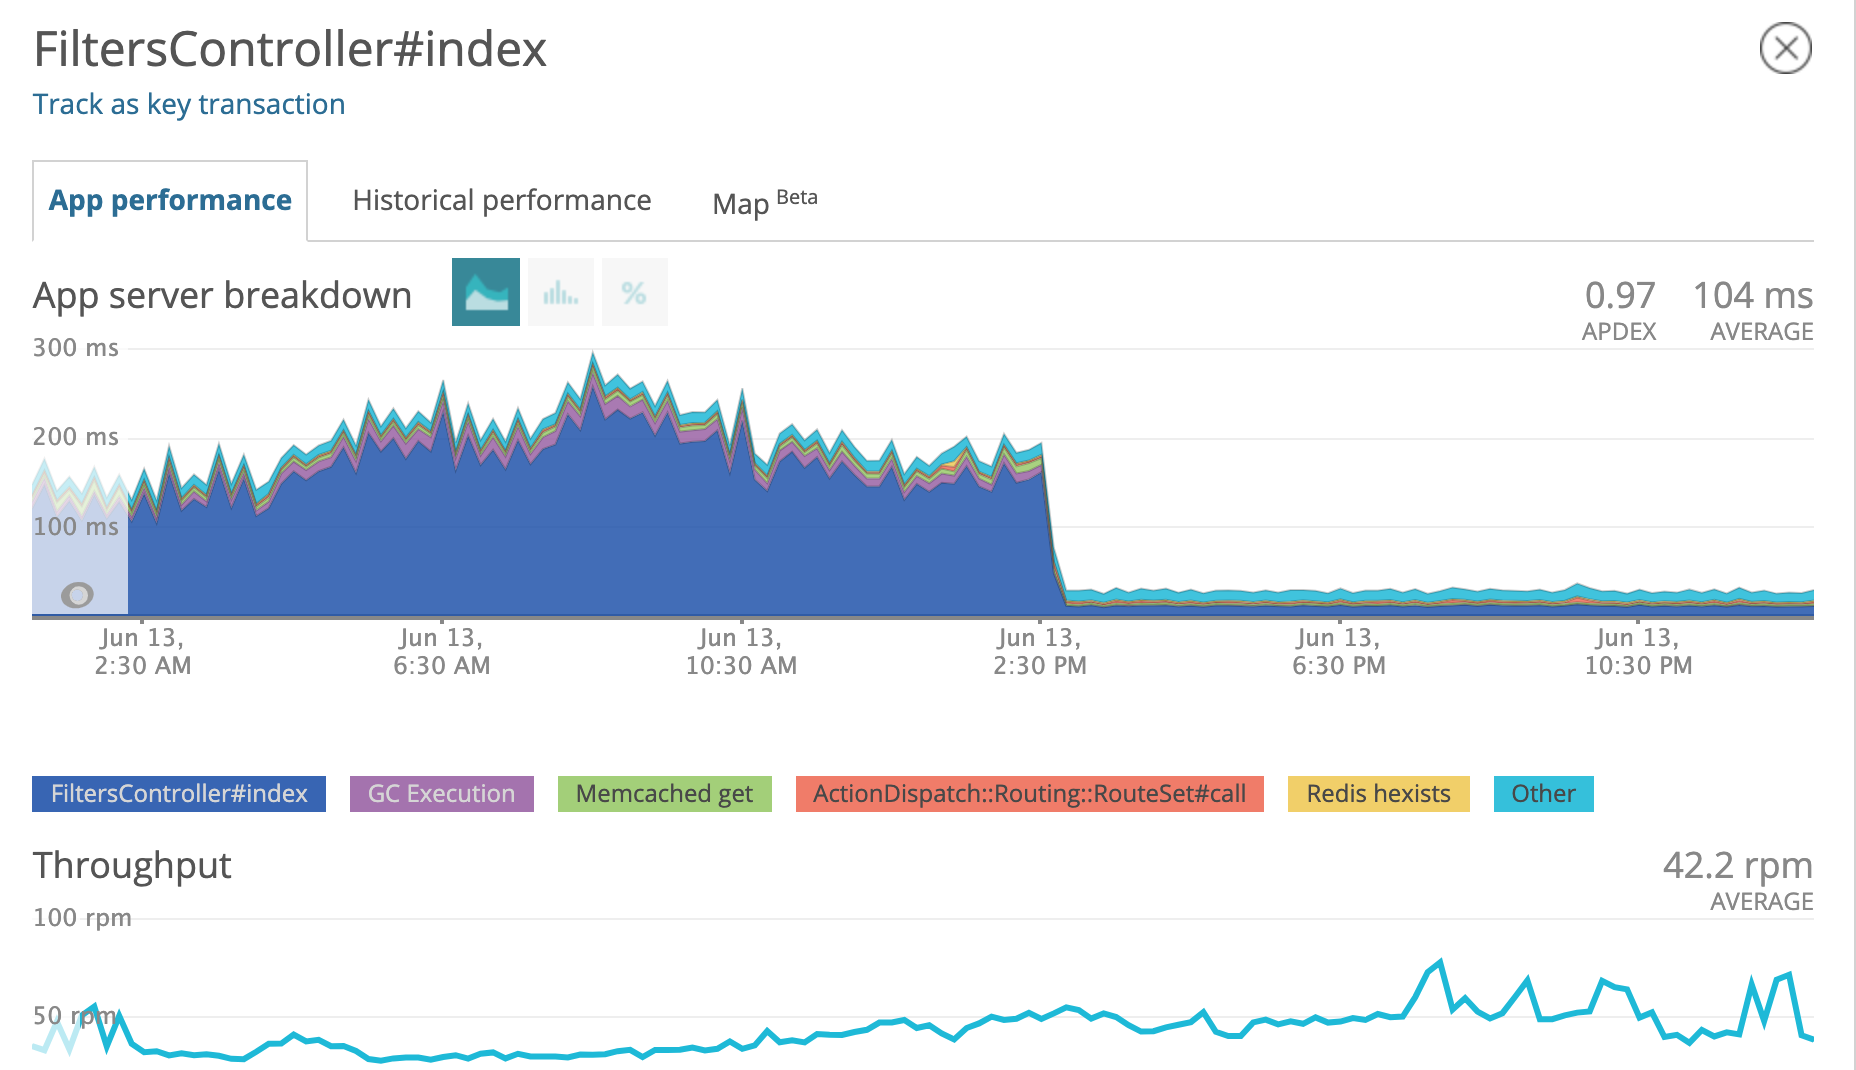 FiltersController#index
Track as key transaction
App performance
Historical performance
Map Beta
App server breakdown
%
0.97
APDEX
104 ms
AVERAGE
300 ms
200 ms
100 ms
Jun 13,
2:30 AM
Jun 13,
6:30 AM
Jun 13,
10:30 AM
Jun 13,
2:30 PM
Jun 13,
6:30 PM
Jun 13,
10:30 PM
FiltersController#index
GC Execution
Memcached get
ActionDispatch::Routing::RouteSet#call
Redis hexists
Other
Throughput
42.2 rpm
AVERAGE
100 rpm
50 rpm